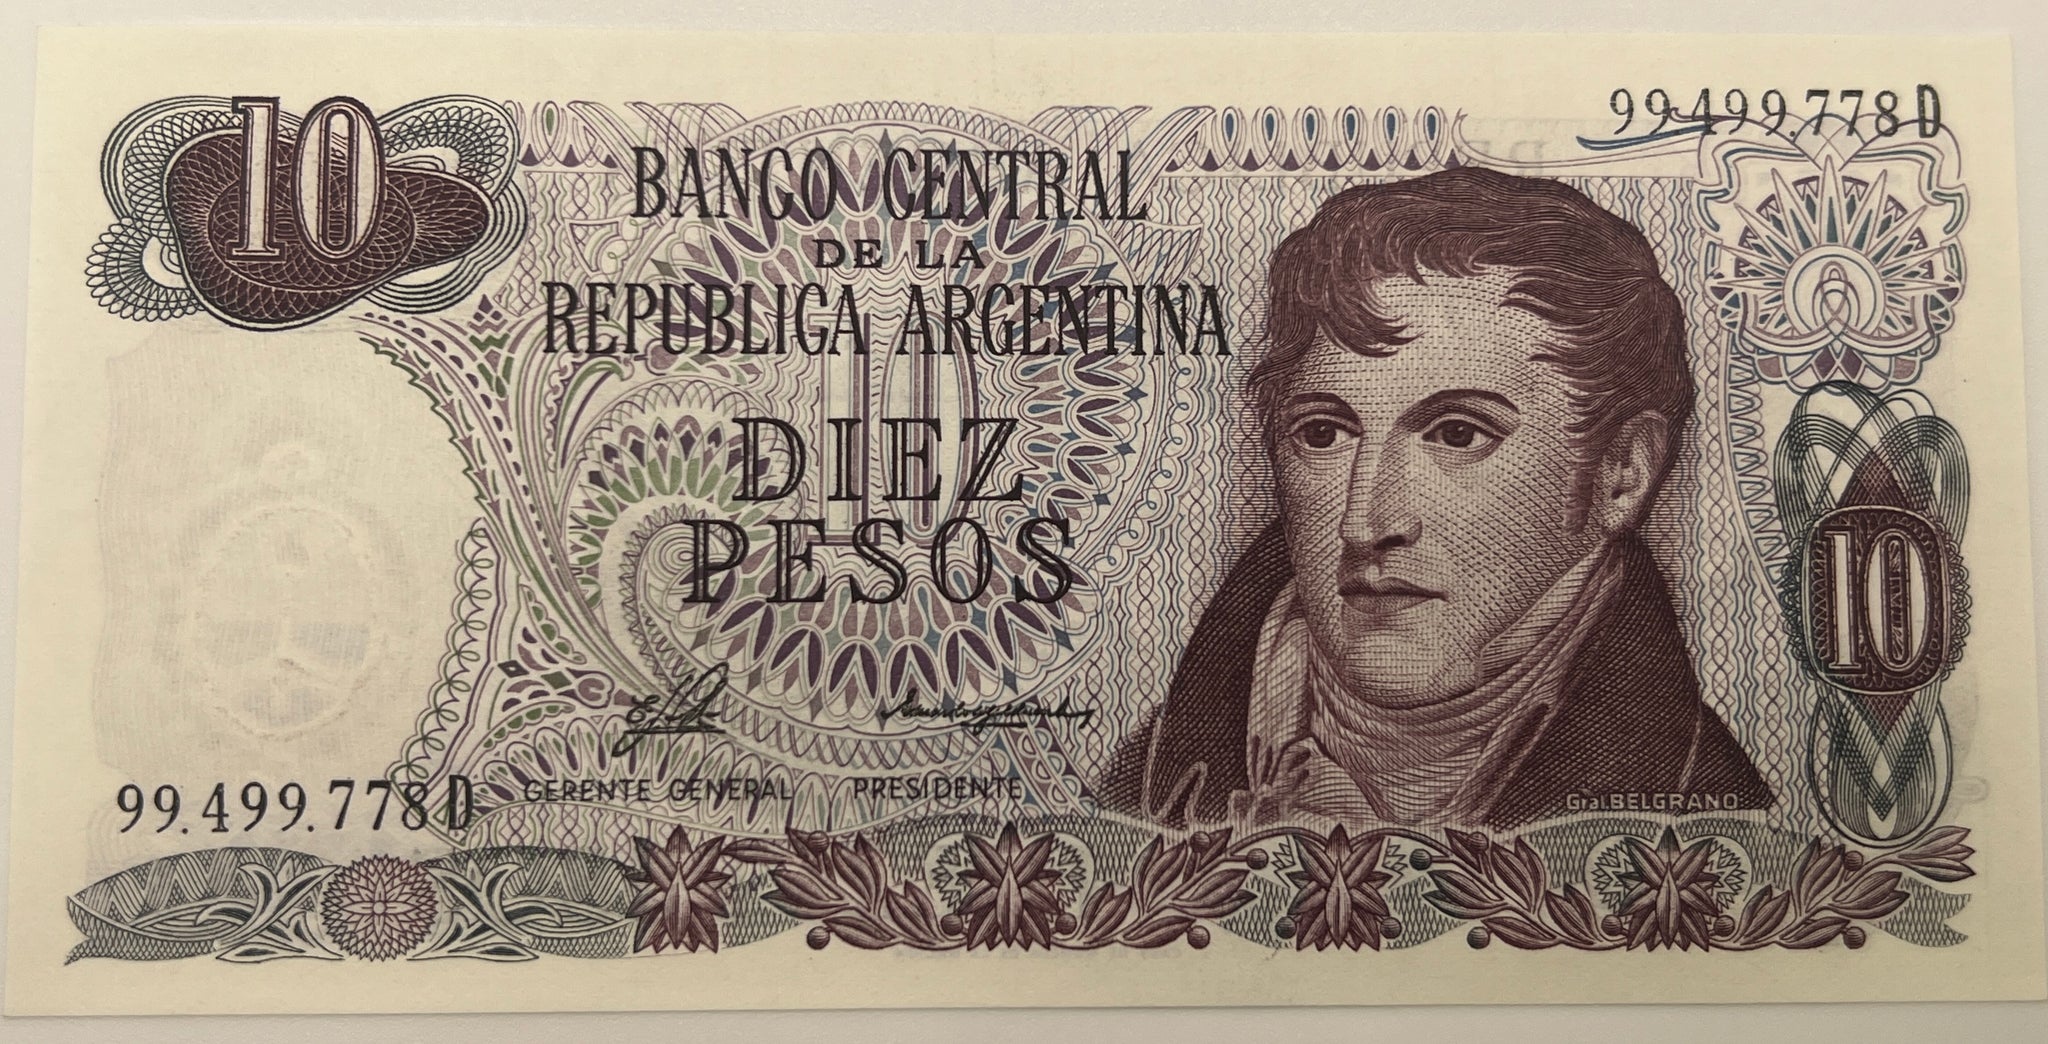 10
99.499.778D
BANCO CENTRAL
DE LA
REPUBLICA ARGENTINA
10
DIEZ
PESOS
10
99.499.778D
GERENTE GENERAL
PRESIDENTE
Gral.BELGRANO